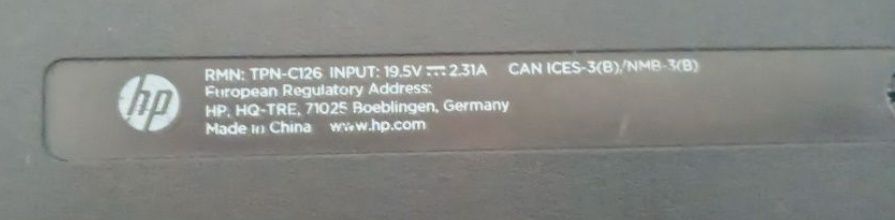 hp
RMN: TPN-C126 INPUT: 19.5V⎓2.31A CAN ICES-3(B)/NMB-3(B)
European Regulatory Address:
HP, HQ-TRE, 71025 Boeblingen, Germany
Made in China www.hp.com